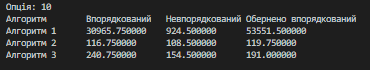 Опція: 10
Алгоритм Впорядкований Невпорядкований Обернено впорядкований
Алгоритм 1 30965.750000 924.500000 53551.500000
Алгоритм 2 116.750000 108.500000 119.750000
Алгоритм 3 240.750000 154.500000 191.000000